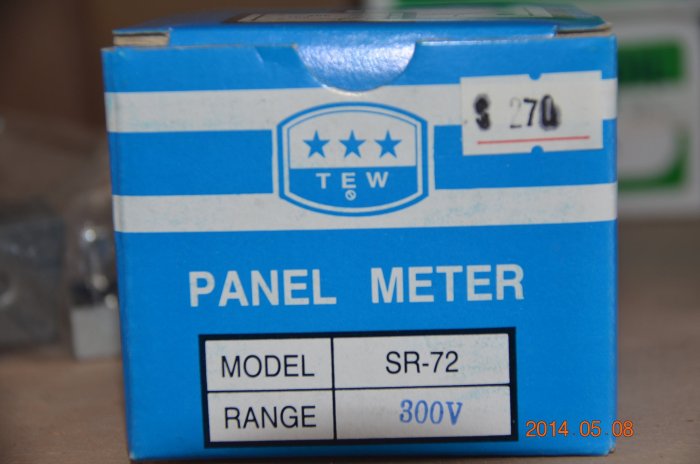 $ 270
TEW
PANEL METER
MODEL SR-72
RANGE 300V
2014.05.08